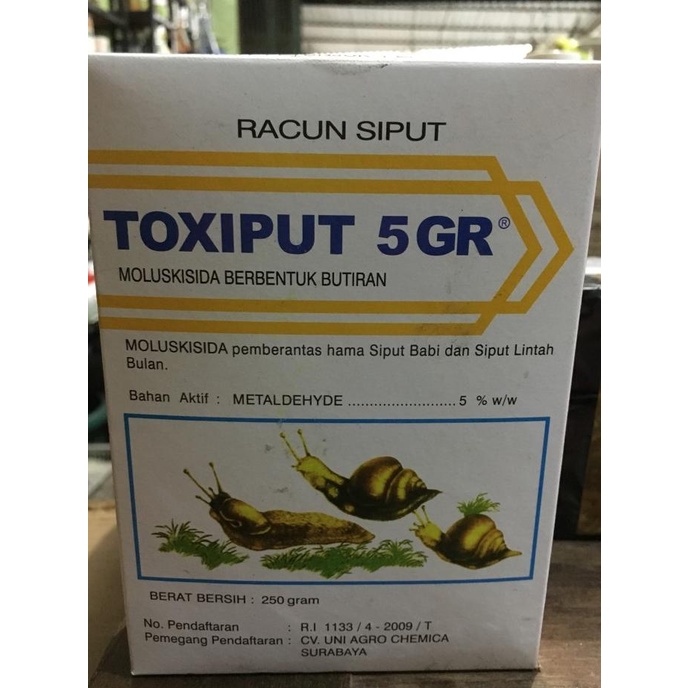 RACUN SIPUT
TOXIPUT 5GR®
MOLUSKISIDA BERBENTUK BUTIRAN
MOLUSKISIDA pemberantas hama Siput Babi dan Siput Lintah
Bulan.
Bahan Aktif : METALDEHYDE ......................... 5 % w/w
BERAT BERSIH : 250 gram
No. Pendaftaran : R.I 1133 / 4 - 2009 / T
Pemegang Pendaftaran : CV. UNI AGRO CHEMICA
SURABAYA